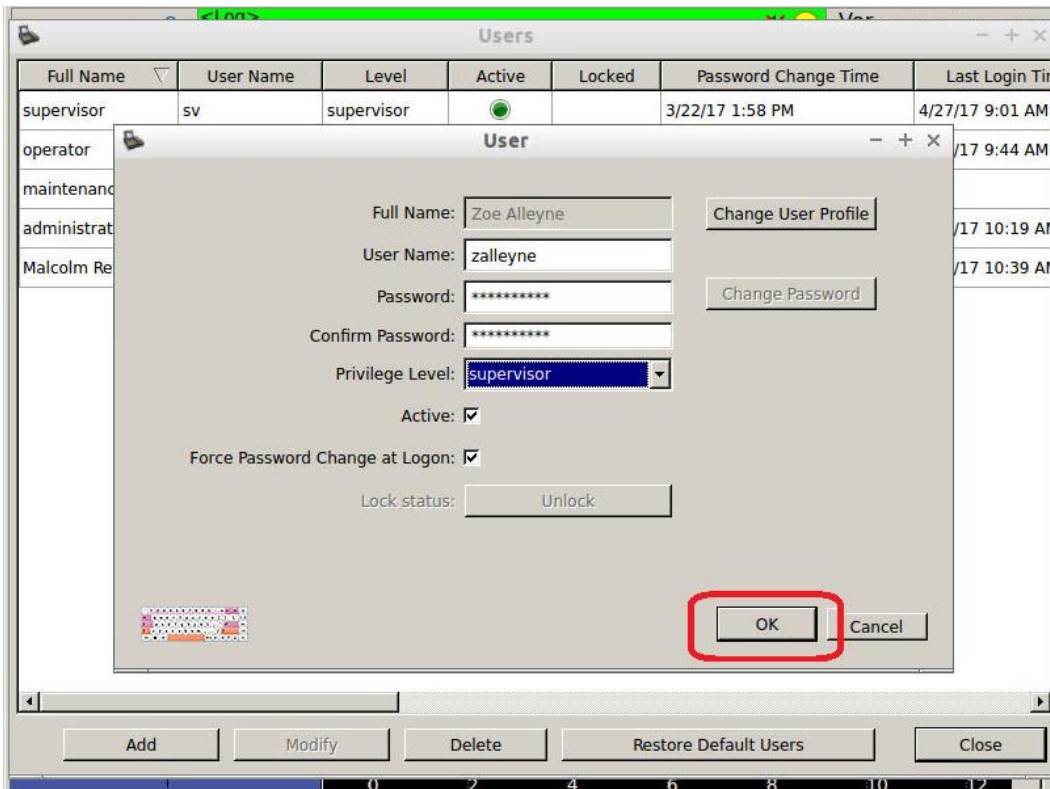 <Log>
Users
Full Name User Name Level Active Locked Password Change Time Last Login Tir
supervisor sv supervisor 3/22/17 1:58 PM 4/27/17 9:01 AM
User
operator /17 9:44 AM
maintenanc
Full Name: Zoe Alleyne Change User Profile
administrat /17 10:19 AM
User Name: zalleyne
Malcolm Re /17 10:39 AM
Password: ********** Change Password
Confirm Password: **********
Privilege Level: supervisor
Active:
Force Password Change at Logon:
Lock status: Unlock
OK Cancel
Add Modify Delete Restore Default Users Close
0 2 4 6 8 10 12